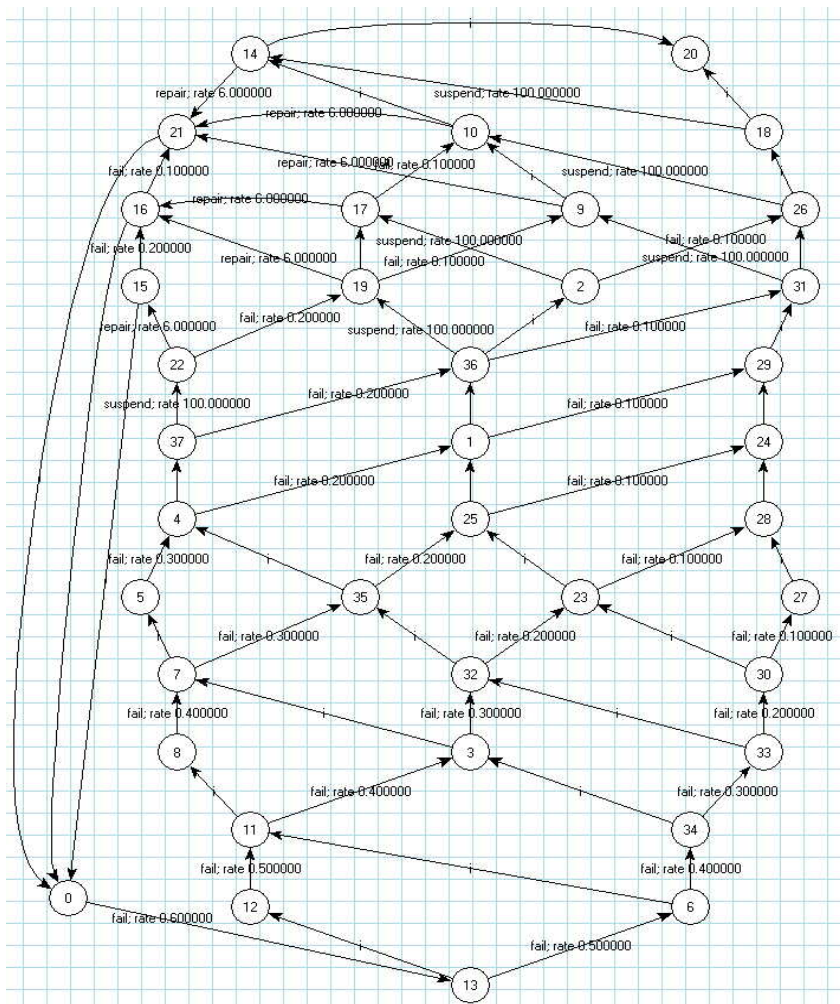 i
14
20
repair; rate 6.000000
i
suspend; rate 100.000000
i
repair; rate 6.000000
21
10
18
fail; rate 0.100000
repair; rate 6.000000
fail; rate 0.100000
suspend; rate 100.000000
i
i
16
repair; rate 6.000000
17
9
26
fail; rate 0.200000
suspend; rate 100.000000
fail; rate 0.100000
repair; rate 6.000000
fail; rate 0.100000
suspend; rate 100.000000
15
19
2
31
repair; rate 6.000000
fail; rate 0.200000
suspend; rate 100.000000
i
fail; rate 0.100000
i
22
36
29
suspend; rate 100.000000
fail; rate 0.200000
fail; rate 0.100000
37
1
24
fail; rate 0.200000
fail; rate 0.100000
4
25
28
fail; rate 0.300000
i
fail; rate 0.200000
i
fail; rate 0.100000
i
5
35
23
27
i
fail; rate 0.300000
i
fail; rate 0.200000
i
fail; rate 0.100000
7
32
30
fail; rate 0.400000
i
fail; rate 0.300000
i
fail; rate 0.200000
8
3
33
i
fail; rate 0.400000
i
fail; rate 0.300000
11
34
fail; rate 0.500000
i
fail; rate 0.400000
0
12
6
fail; rate 0.600000
i
fail; rate 0.500000
13